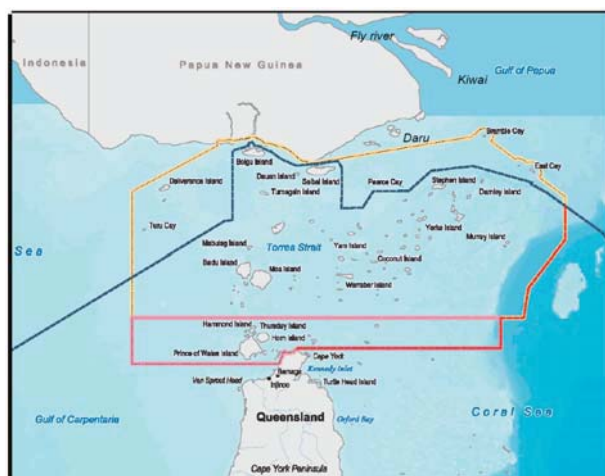 Fly river
Indonesia
Papua New Guinea
Gulf of Papua
Kiwai
Daru
Bramble Cay
Boigu Island
East Cay
Dauan Island
Saibai Island
Deliverance Island
Pearce Cay
Stephen Island
Turnagain Island
Darnley Island
Turu Cay
Yorke Island
Murray Island
Mabuiag Island
Torres Strait
Yam Island
Sea
Badu Island
Moa Island
Coconut Island
Warraber Island
Hammond Island
Thursday Island
Horn Island
Prince of Wales Island
Cape York
Kennedy Inlet
Bamaga
Van Sprout Head
Injinoo
Turtle Head Island
Gulf of Carpentaria
Queensland
Orford Bay
Coral Sea
Cape York Peninsula